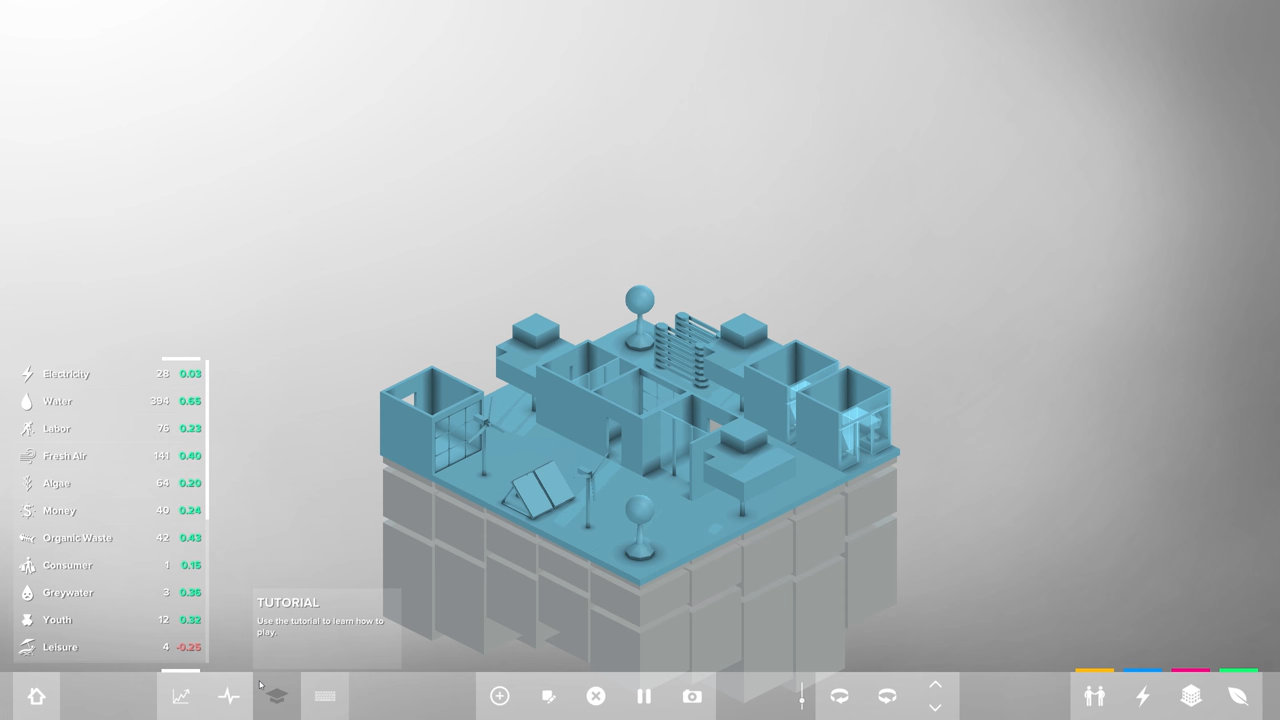 Electricity 28 0.03
Water 394 0.65
Labor 75 0.23
Fresh Air 141 0.40
Algae 64 0.20
Money 40 0.24
Organic Waste 42 0.43
Consumer 1 0.15
Greywater 3 0.36
Youth 12 0.32
Leisure 4 -0.25
TUTORIAL
Use the tutorial to learn how to
play.